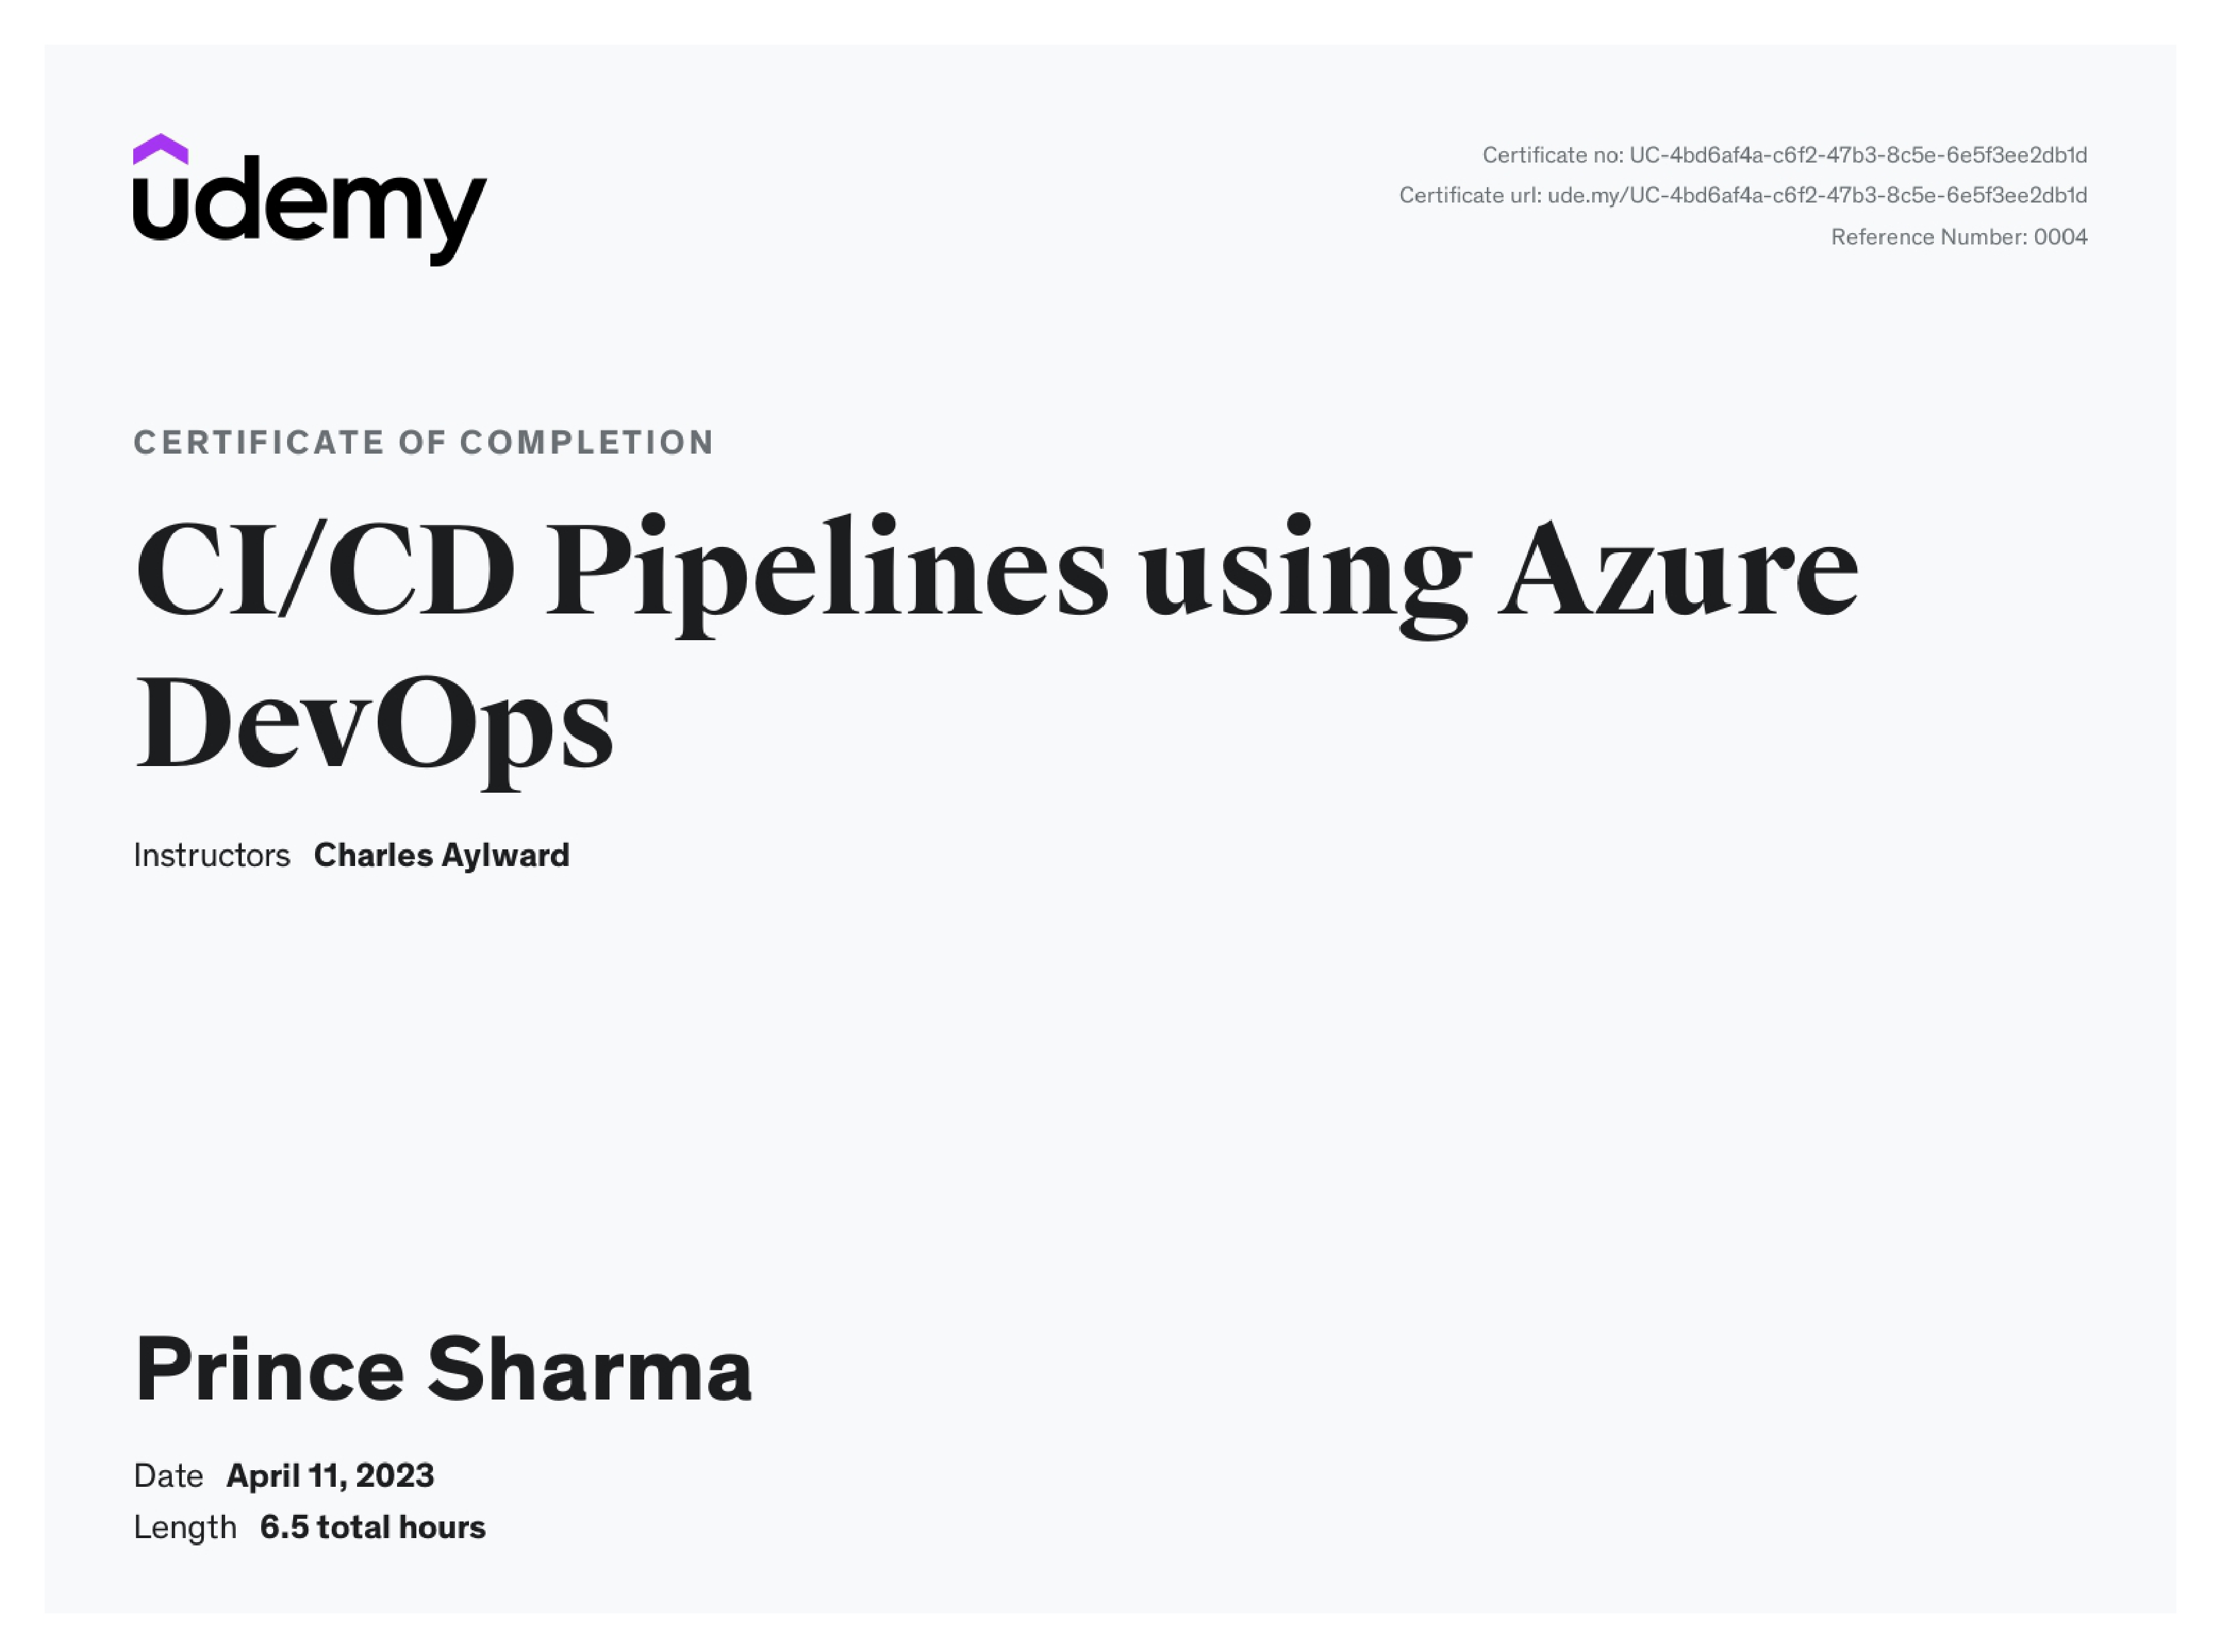 udemy
Certificate no: UC-4bd6af4a-c6f2-47b3-8c5e-6e5f3ee2db1d
Certificate url: ude.my/UC-4bd6af4a-c6f2-47b3-8c5e-6e5f3ee2db1d
Reference Number: 0004
CERTIFICATE OF COMPLETION
CI/CD Pipelines using Azure
DevOps
Instructors Charles Aylward
Prince Sharma
Date April 11, 2023
Length 6.5 total hours